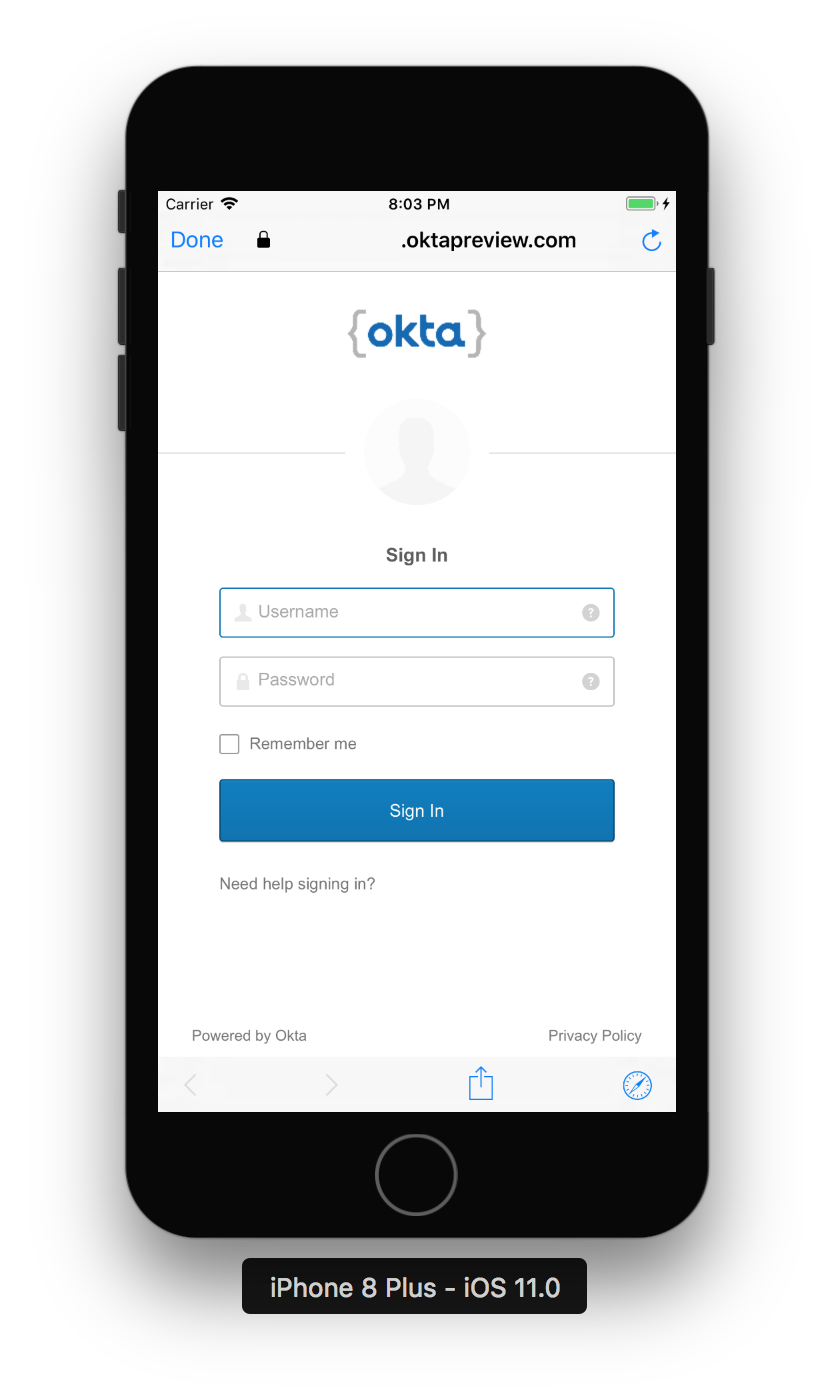 Carrier 8:03 PM
Done .oktapreview.com
{okta}
Sign In
Username ?
Password ?
Remember me
Sign In
Need help signing in?
Powered by Okta Privacy Policy
iPhone 8 Plus - iOS 11.0